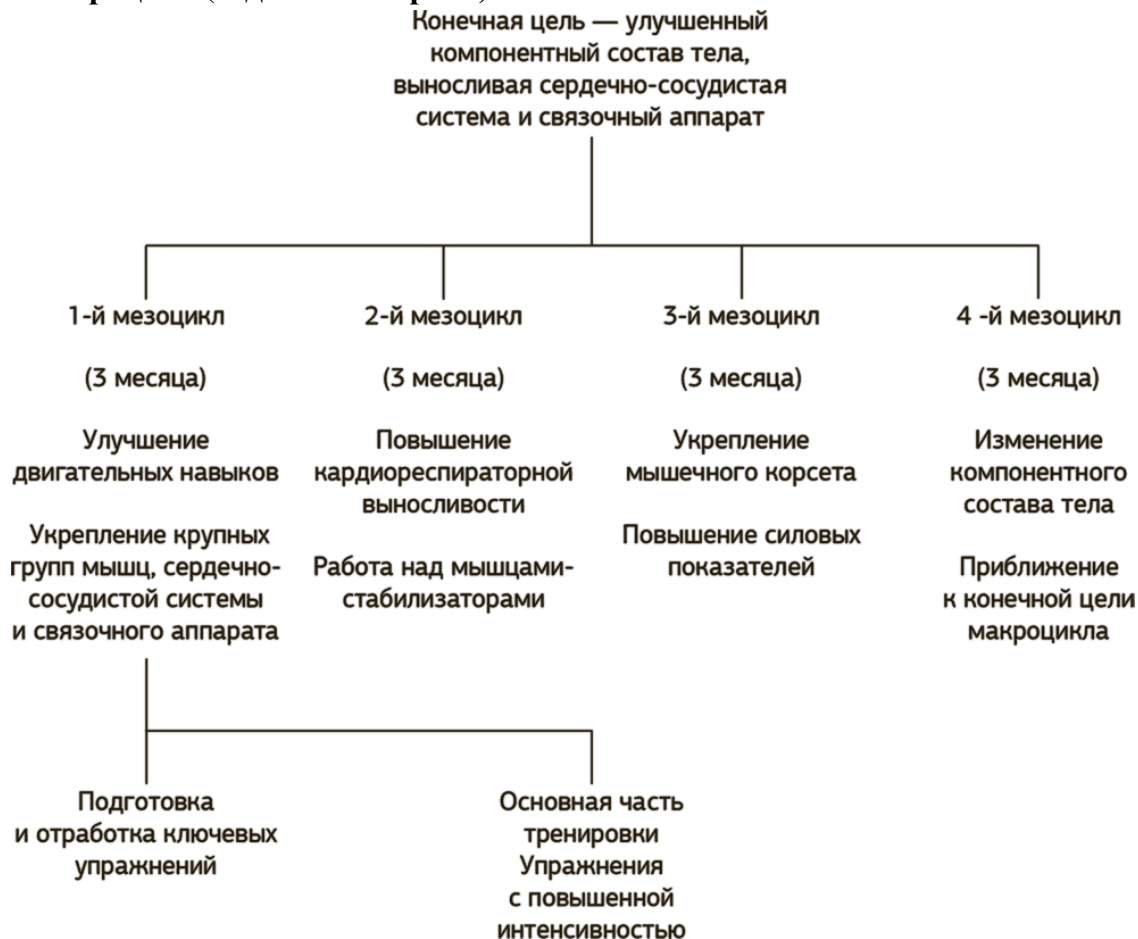 Конечная цель — улучшенный
компонентный состав тела,
выносливая сердечно-сосудистая
система и связочный аппарат
1-й мезоцикл
(3 месяца)
Улучшение
двигательных навыков
Укрепление крупных
групп мышц, сердечно-
сосудистой системы
и связочного аппарата
2-й мезоцикл
(3 месяца)
Повышение
кардиореспираторной
выносливости
Работа над мышцами-
стабилизаторами
3-й мезоцикл
(3 месяца)
Укрепление
мышечного корсета
Повышение силовых
показателей
4 -й мезоцикл
(3 месяца)
Изменение
компонентного
состава тела
Приближение
к конечной цели
макроцикла
Подготовка
и отработка ключевых
упражнений
Основная часть
тренировки
Упражнения
с повышенной
интенсивностью